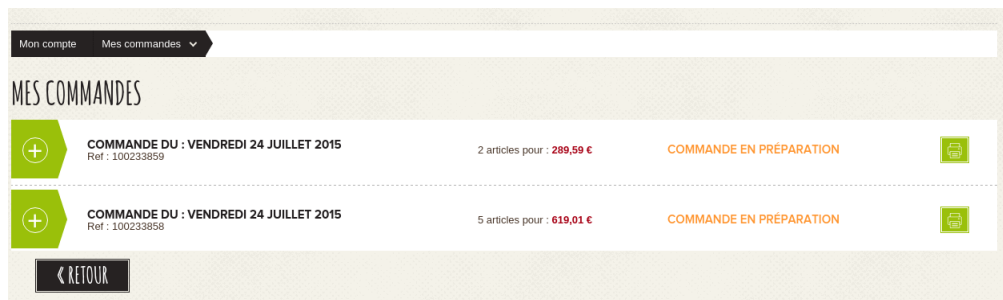 Mon compte Mes commandes
MES COMMANDES
COMMANDE DU : VENDREDI 24 JUILLET 2015
Ref : 100233859
2 articles pour : 289,59 €
COMMANDE EN PRÉPARATION
COMMANDE DU : VENDREDI 24 JUILLET 2015
Ref : 100233858
5 articles pour : 619,01 €
COMMANDE EN PRÉPARATION
« RETOUR